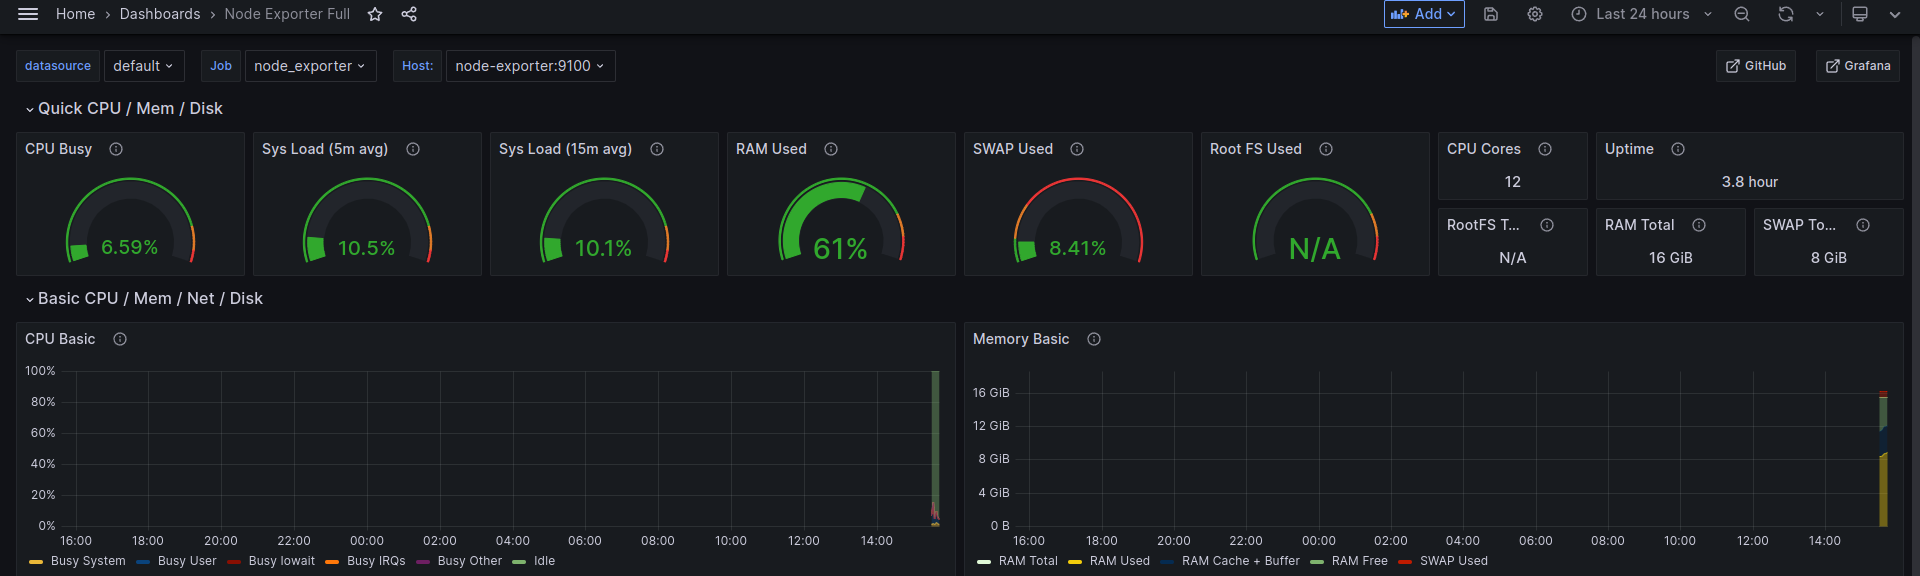 Home › Dashboards › Node Exporter Full
Add
Last 24 hours
datasource default Job node_exporter Host: node-exporter:9100 GitHub Grafana
Quick CPU / Mem / Disk
CPU Busy
6.59%
Sys Load (5m avg)
10.5%
Sys Load (15m avg)
10.1%
RAM Used
61%
SWAP Used
8.41%
Root FS Used
N/A
CPU Cores
12
Uptime
3.8 hour
RootFS T...
N/A
RAM Total
16 GiB
SWAP To...
8 GiB
Basic CPU / Mem / Net / Disk
CPU Basic
100%
80%
60%
40%
20%
0%
16:00 18:00 20:00 22:00 00:00 02:00 04:00 06:00 08:00 10:00 12:00 14:00
Busy System Busy User Busy Iowait Busy IRQs Busy Other Idle
Memory Basic
16 GiB
12 GiB
8 GiB
4 GiB
0 B
16:00 18:00 20:00 22:00 00:00 02:00 04:00 06:00 08:00 10:00 12:00 14:00
RAM Total RAM Used RAM Cache + Buffer RAM Free SWAP Used